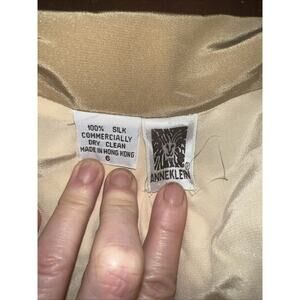 100% SILK
COMMERCIALLY
DRY CLEAN
MADE IN HONG KONG
6
ANNEKLEIN®